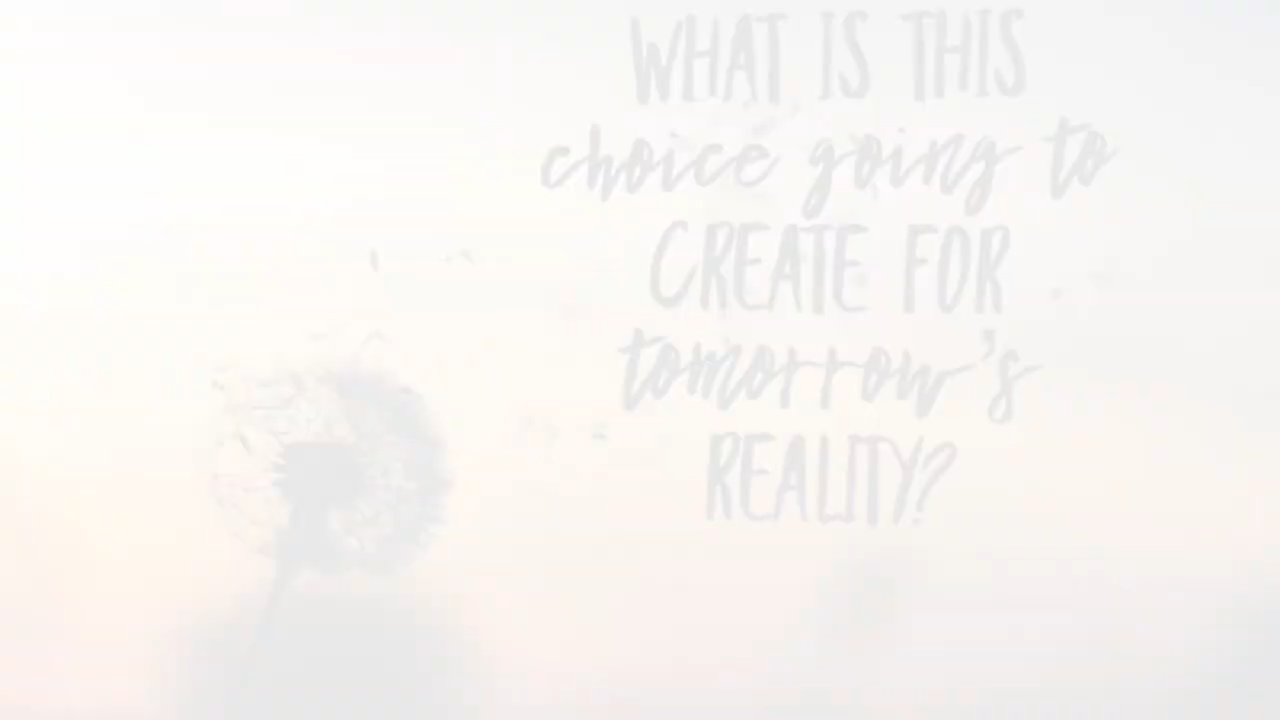 WHAT IS THIS
choice going to
CREATE FOR
tomorrow's
REALITY?